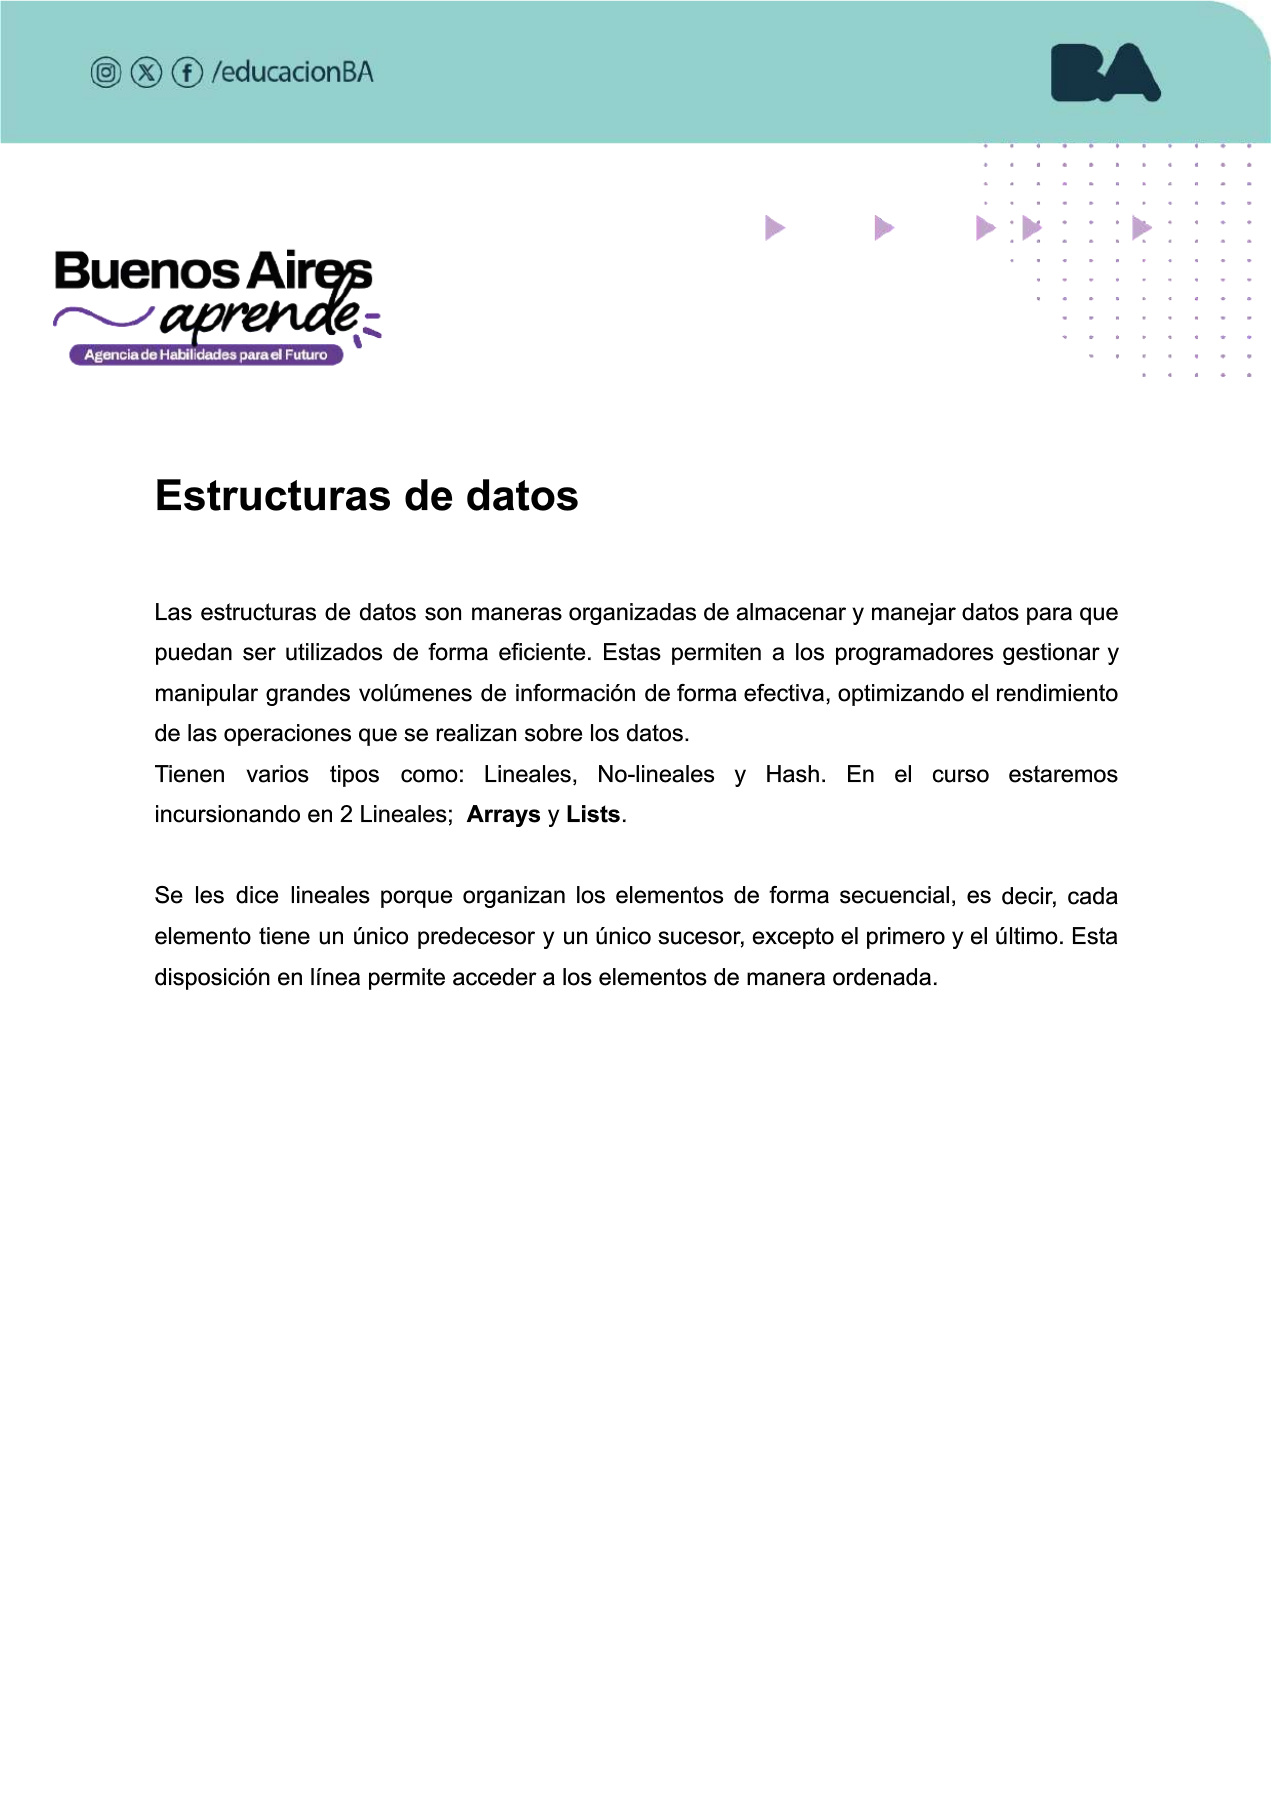 /educacionBA
BA
Buenos Aires
aprende
Agencia de Habilidades para el Futuro
Estructuras de datos
Las estructuras de datos son maneras organizadas de almacenar y manejar datos para que
puedan ser utilizados de forma eficiente. Estas permiten a los programadores gestionar y
manipular grandes volúmenes de información de forma efectiva, optimizando el rendimiento
de las operaciones que se realizan sobre los datos.
Tienen varios tipos como: Lineales, No-lineales y Hash. En el curso estaremos
incursionando en 2 Lineales; Arrays y Lists.
Se les dice lineales porque organizan los elementos de forma secuencial, es decir, cada
elemento tiene un único predecesor y un único sucesor, excepto el primero y el último. Esta
disposición en línea permite acceder a los elementos de manera ordenada.